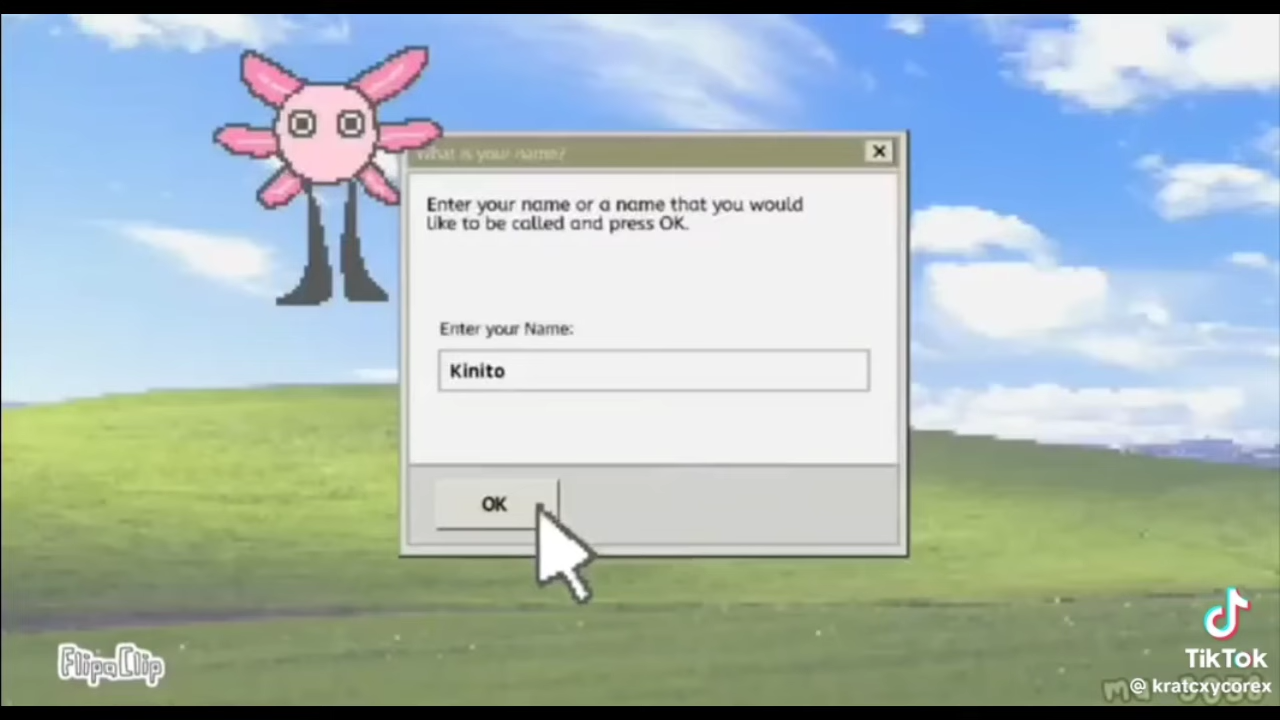 What is your name?
Enter your name or a name that you would
like to be called and press OK.
Enter your Name:
Kinito
OK
FlipaClip
TikTok
@ kratcxycorex